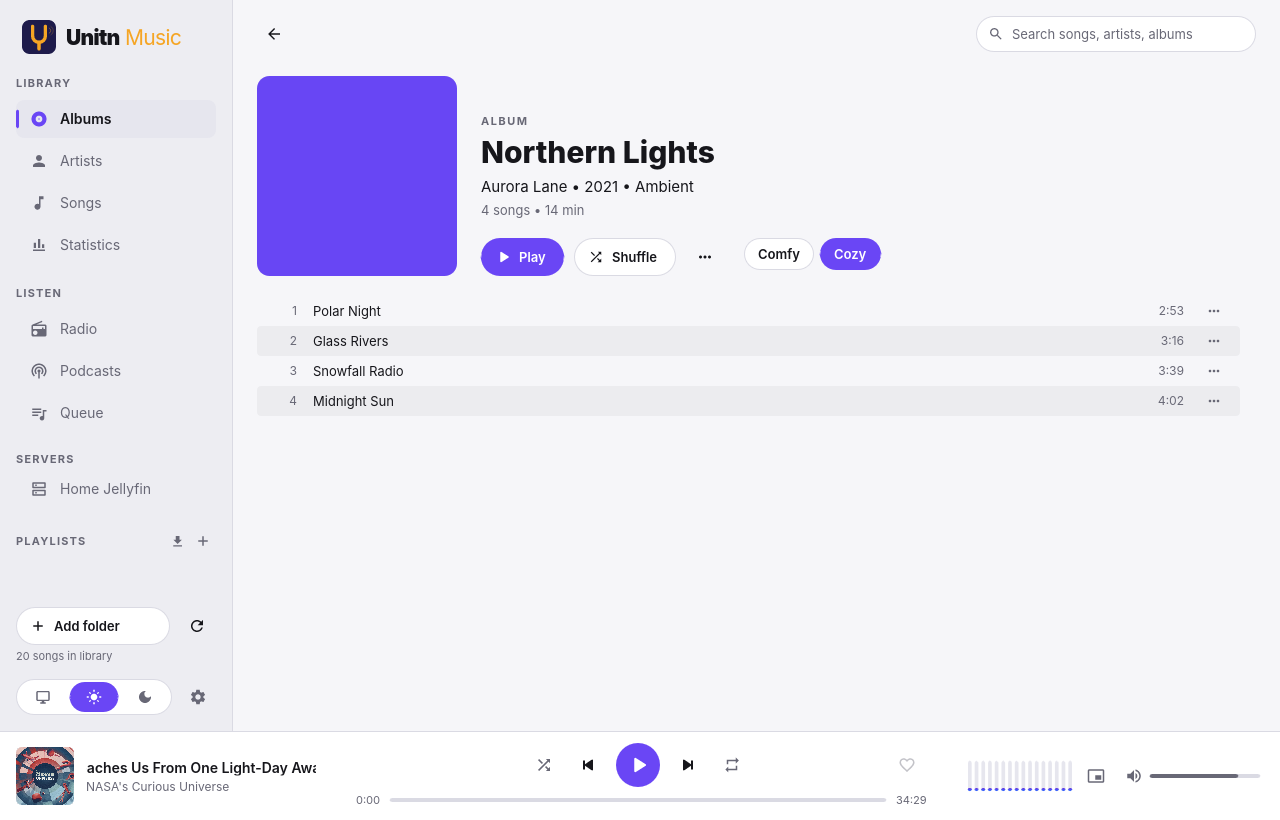 Unitn Music
Search songs, artists, albums
LIBRARY
Albums
Artists
Songs
Statistics
LISTEN
Radio
Podcasts
Queue
SERVERS
Home Jellyfin
PLAYLISTS
Add folder
20 songs in library
ALBUM
Northern Lights
Aurora Lane • 2021 • Ambient
4 songs • 14 min
Play
Shuffle
Comfy
Cozy
1 Polar Night 2:53
2 Glass Rivers 3:16
3 Snowfall Radio 3:39
4 Midnight Sun 4:02
aches Us From One Light-Day Awa
NASA's Curious Universe
0:00
34:29